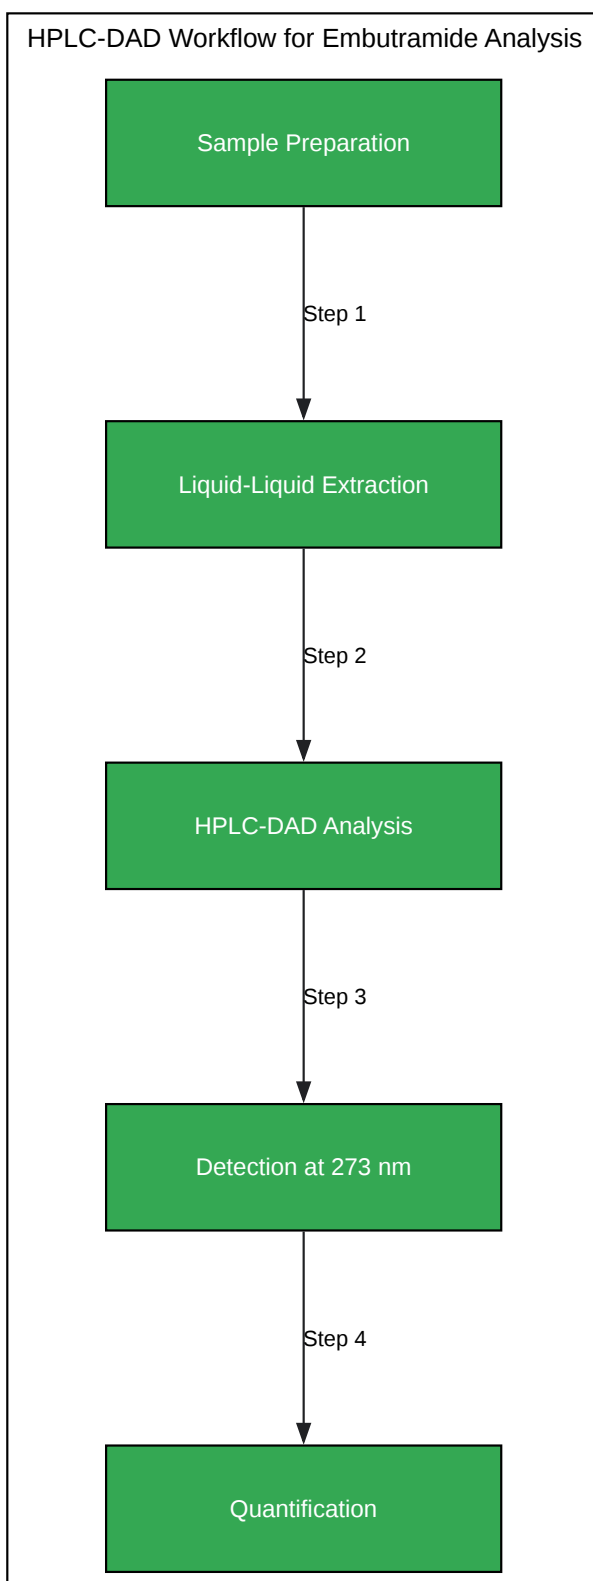 HPLC-DAD Workflow for Embutramide Analysis
Sample Preparation
Step 1
Liquid-Liquid Extraction
Step 2
HPLC-DAD Analysis
Step 3
Detection at 273 nm
Step 4
Quantification